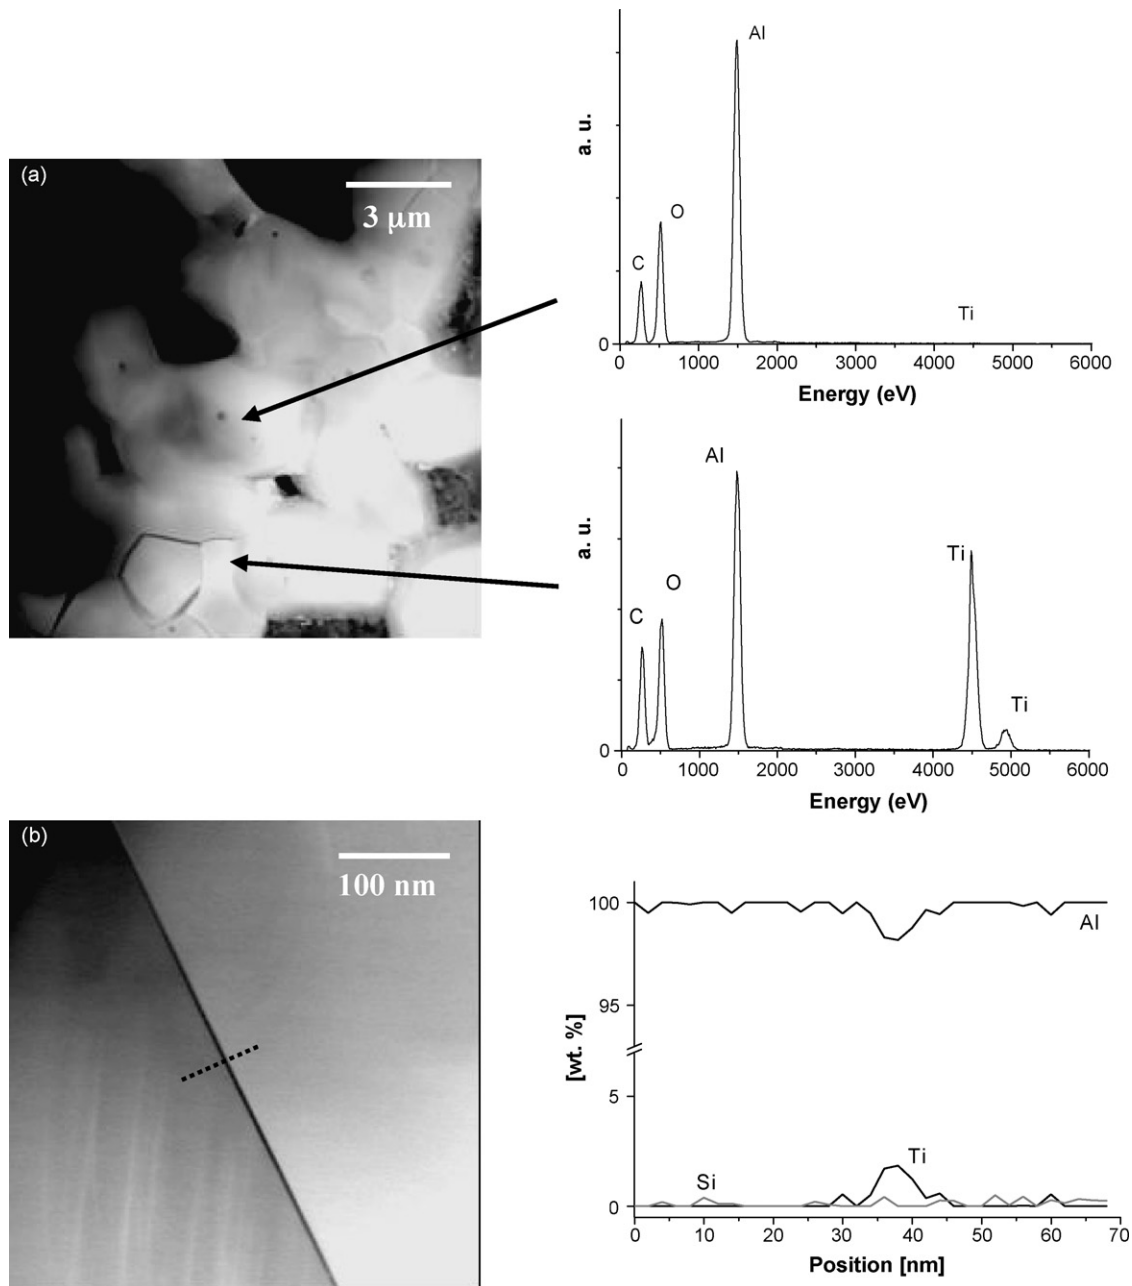 (a)
3 μm
a. u.
Al
O
C
Ti
0
0 1000 2000 3000 4000 5000 6000
Energy (eV)
a. u.
Al
O
C
Ti
Ti
0
0 1000 2000 3000 4000 5000 6000
Energy (eV)
(b)
100 nm
[wt. %]
100
Al
95
5
Ti
Si
0
0 10 20 30 40 50 60 70
Position [nm]